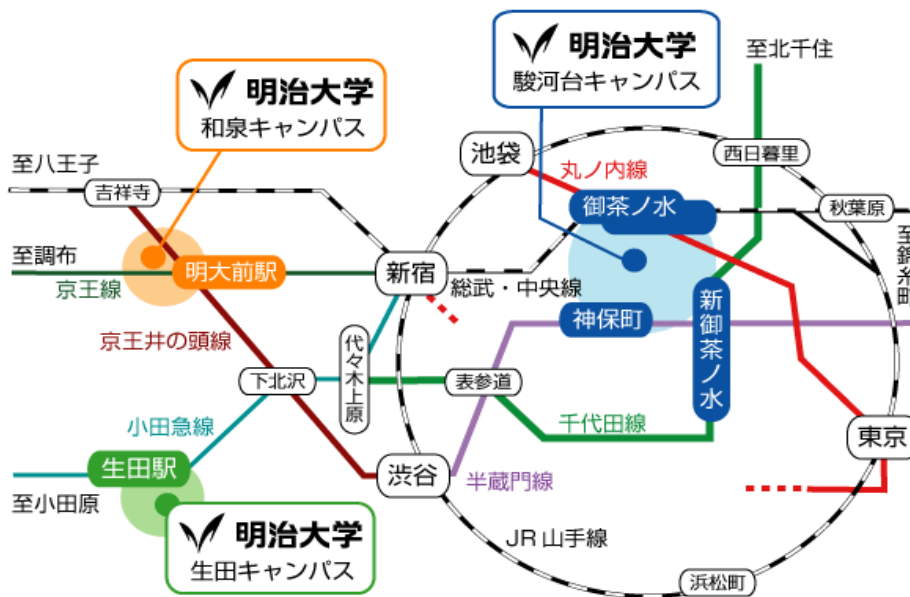 明治大学
駿河台キャンパス
至北千住
明治大学
和泉キャンパス
池袋
丸ノ内線
西日暮里
至八王子
吉祥寺
御茶ノ水
秋葉原
至錦糸町
至調布
明大前駅
新宿
京王線
総武・中央線
神保町
新御茶ノ水
京王井の頭線
代々木上原
下北沢
表参道
小田急線
千代田線
東京
生田駅
渋谷
半蔵門線
至小田原
明治大学
生田キャンパス
JR 山手線
浜松町